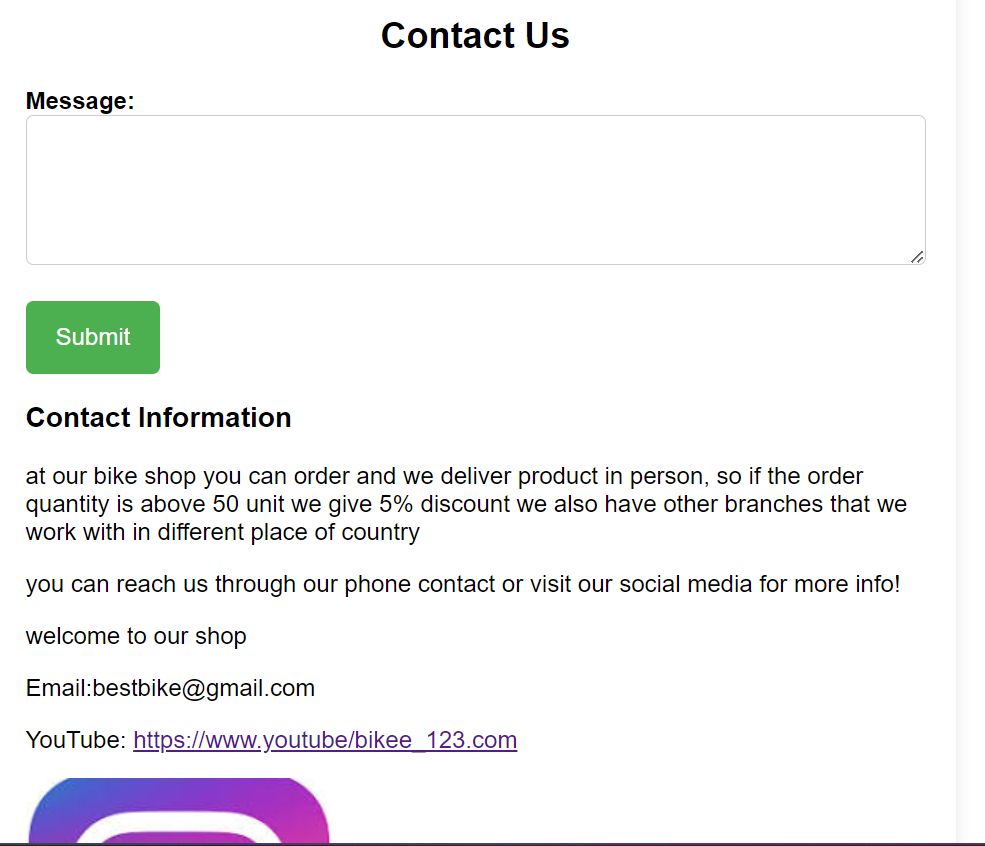 Contact Us
Message:
Submit
Contact Information
at our bike shop you can order and we deliver product in person, so if the order
quantity is above 50 unit we give 5% discount we also have other branches that we
work with in different place of country
you can reach us through our phone contact or visit our social media for more info!
welcome to our shop
Email:bestbike@gmail.com
YouTube: https://www.youtube/bikee_123.com